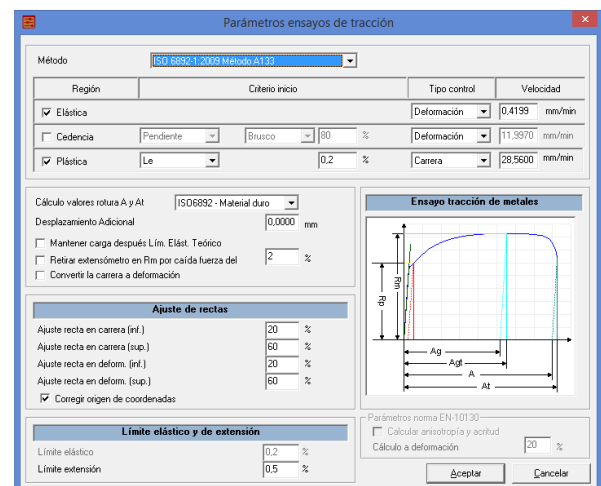 Parámetros ensayos de tracción
Método ISO 6892-1:2009 Método A133
Región Criterio inicio Tipo control Velocidad
Elástica Deformación 0,4199 mm/min
Cedencia Pendiente Brusco 80 % Deformación 11,9970 mm/min
Plástica Le 0,2 % Carrera 28,5600 mm/min
Cálculo valores rotura A y At ISO6892 - Material duro
Desplazamiento Adicional 0,0000 mm
Mantener carga después Lím. Elást. Teórico
Retirar extensómetro en Rm por caída fuerza del 2 %
Convertir la carrera a deformación
Ensayo tracción de metales
Rp
Rm
Ag
Agt
A
At
Ajuste de rectas
Ajuste recta en carrera (inf.) 20 %
Ajuste recta en carrera (sup.) 60 %
Ajuste recta en deform. (inf.) 20 %
Ajuste recta en deform. (sup.) 60 %
Corregir origen de coordenadas
Límite elástico y de extensión
Límite elástico 0,2 %
Límite extensión 0,5 %
Parámetros norma EN-10130
Calcular anisotropía y acritud
Cálculo a deformación 20 %
Aceptar
Cancelar